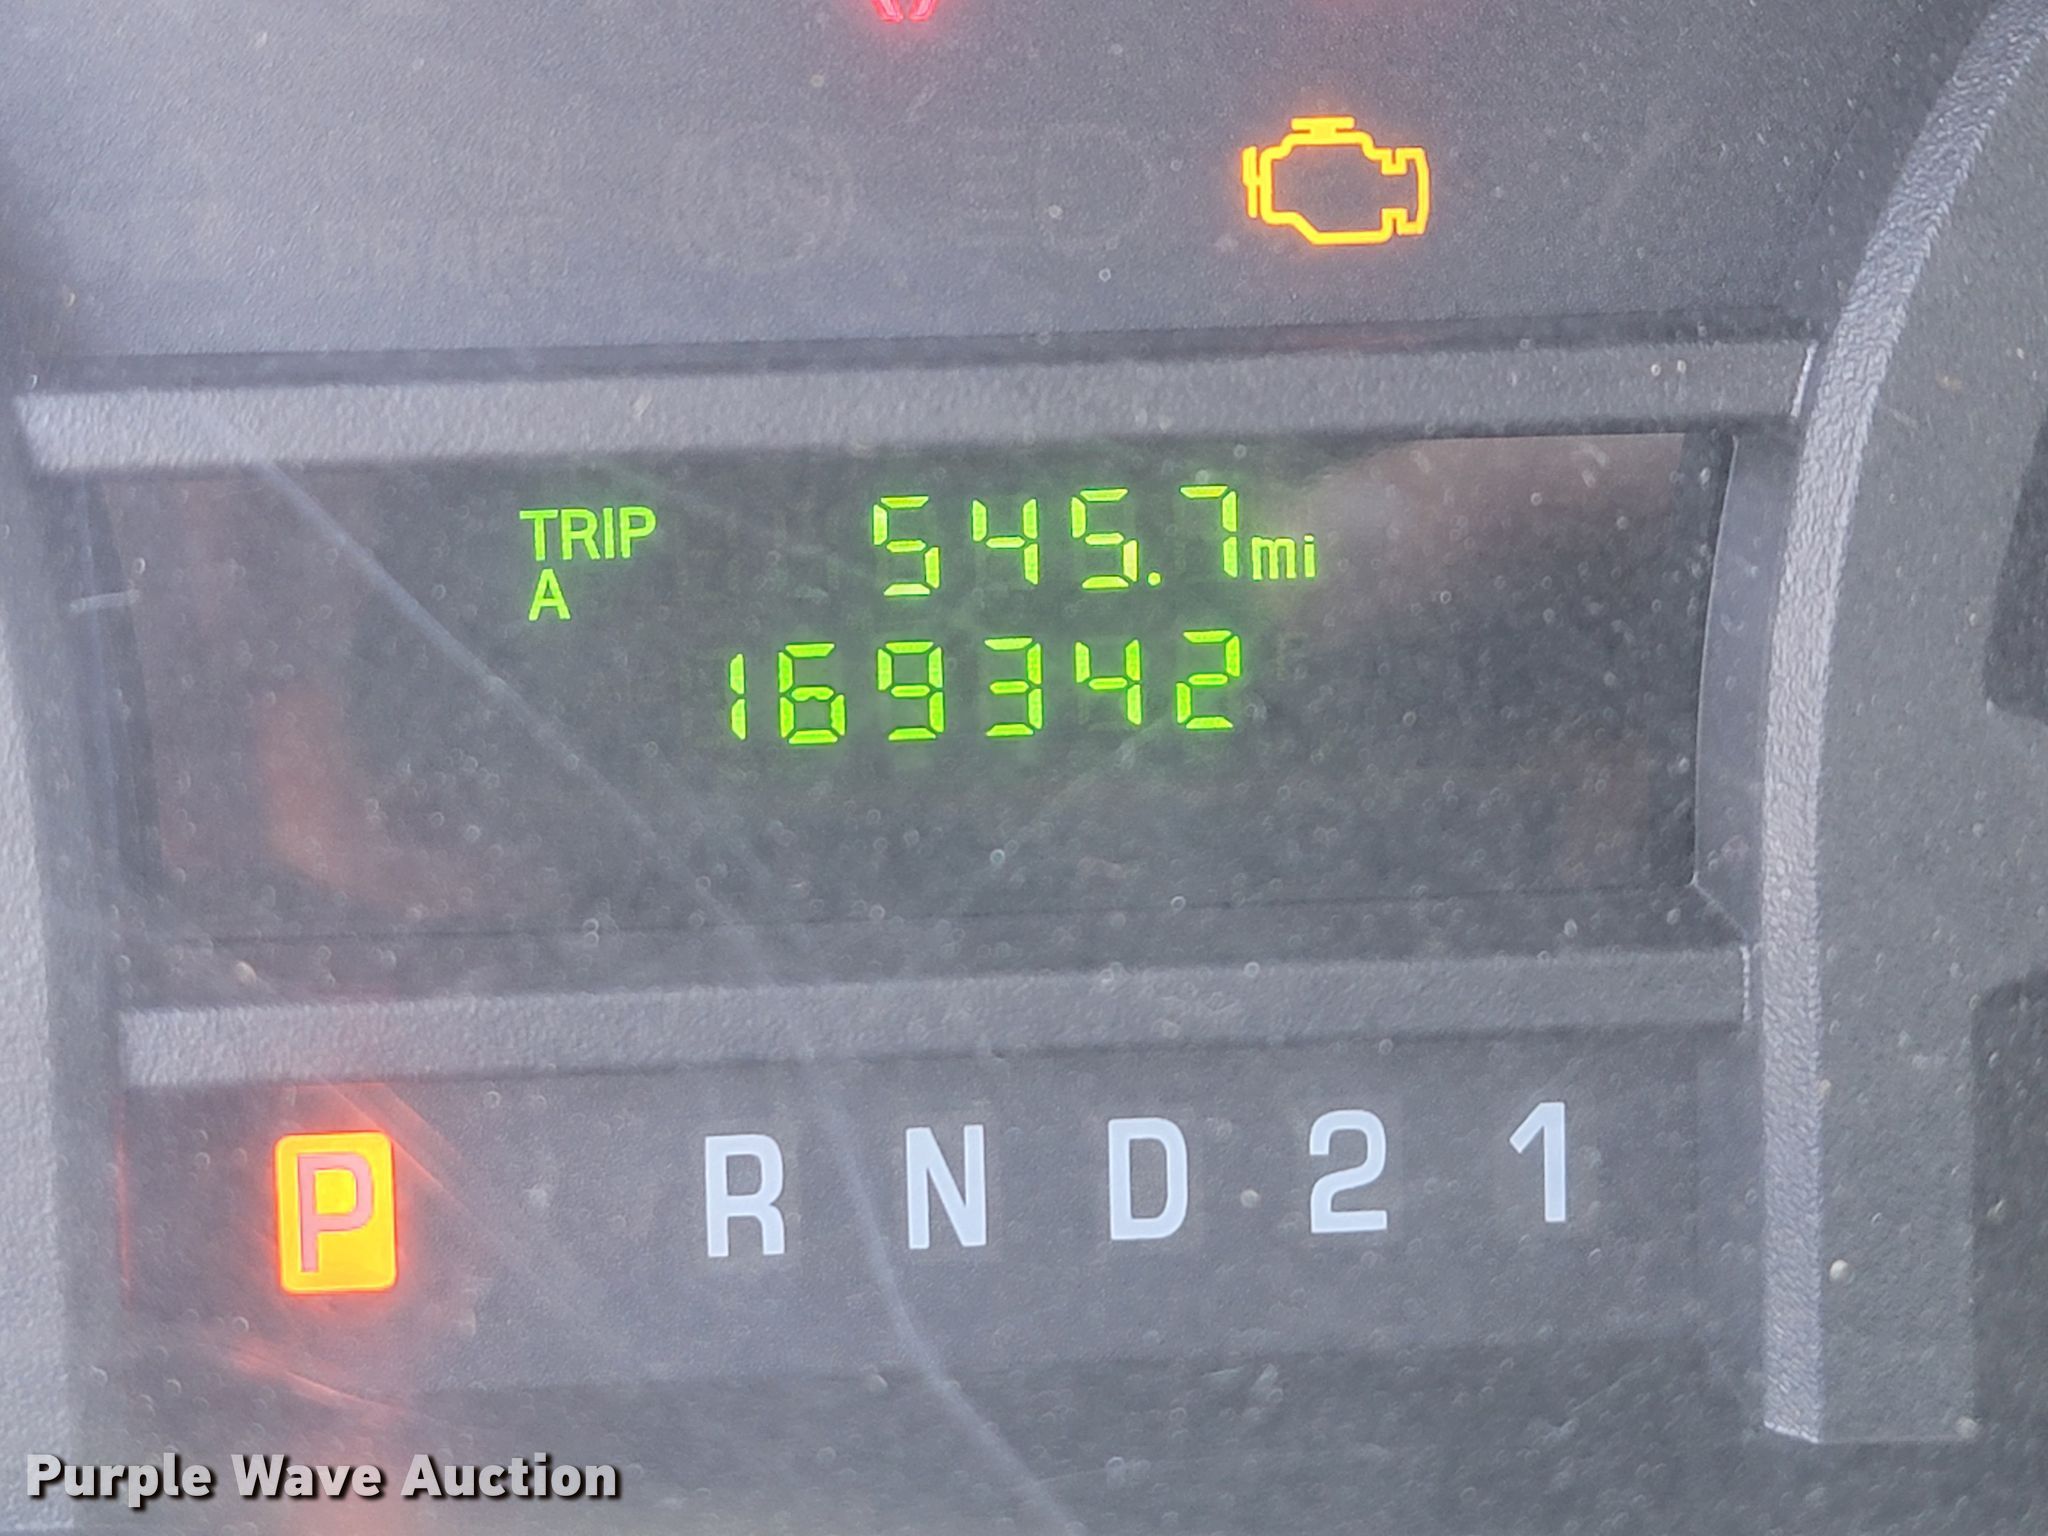 TRIP 545.7mi
A
169342
P R N D 2 1
Purple Wave Auction